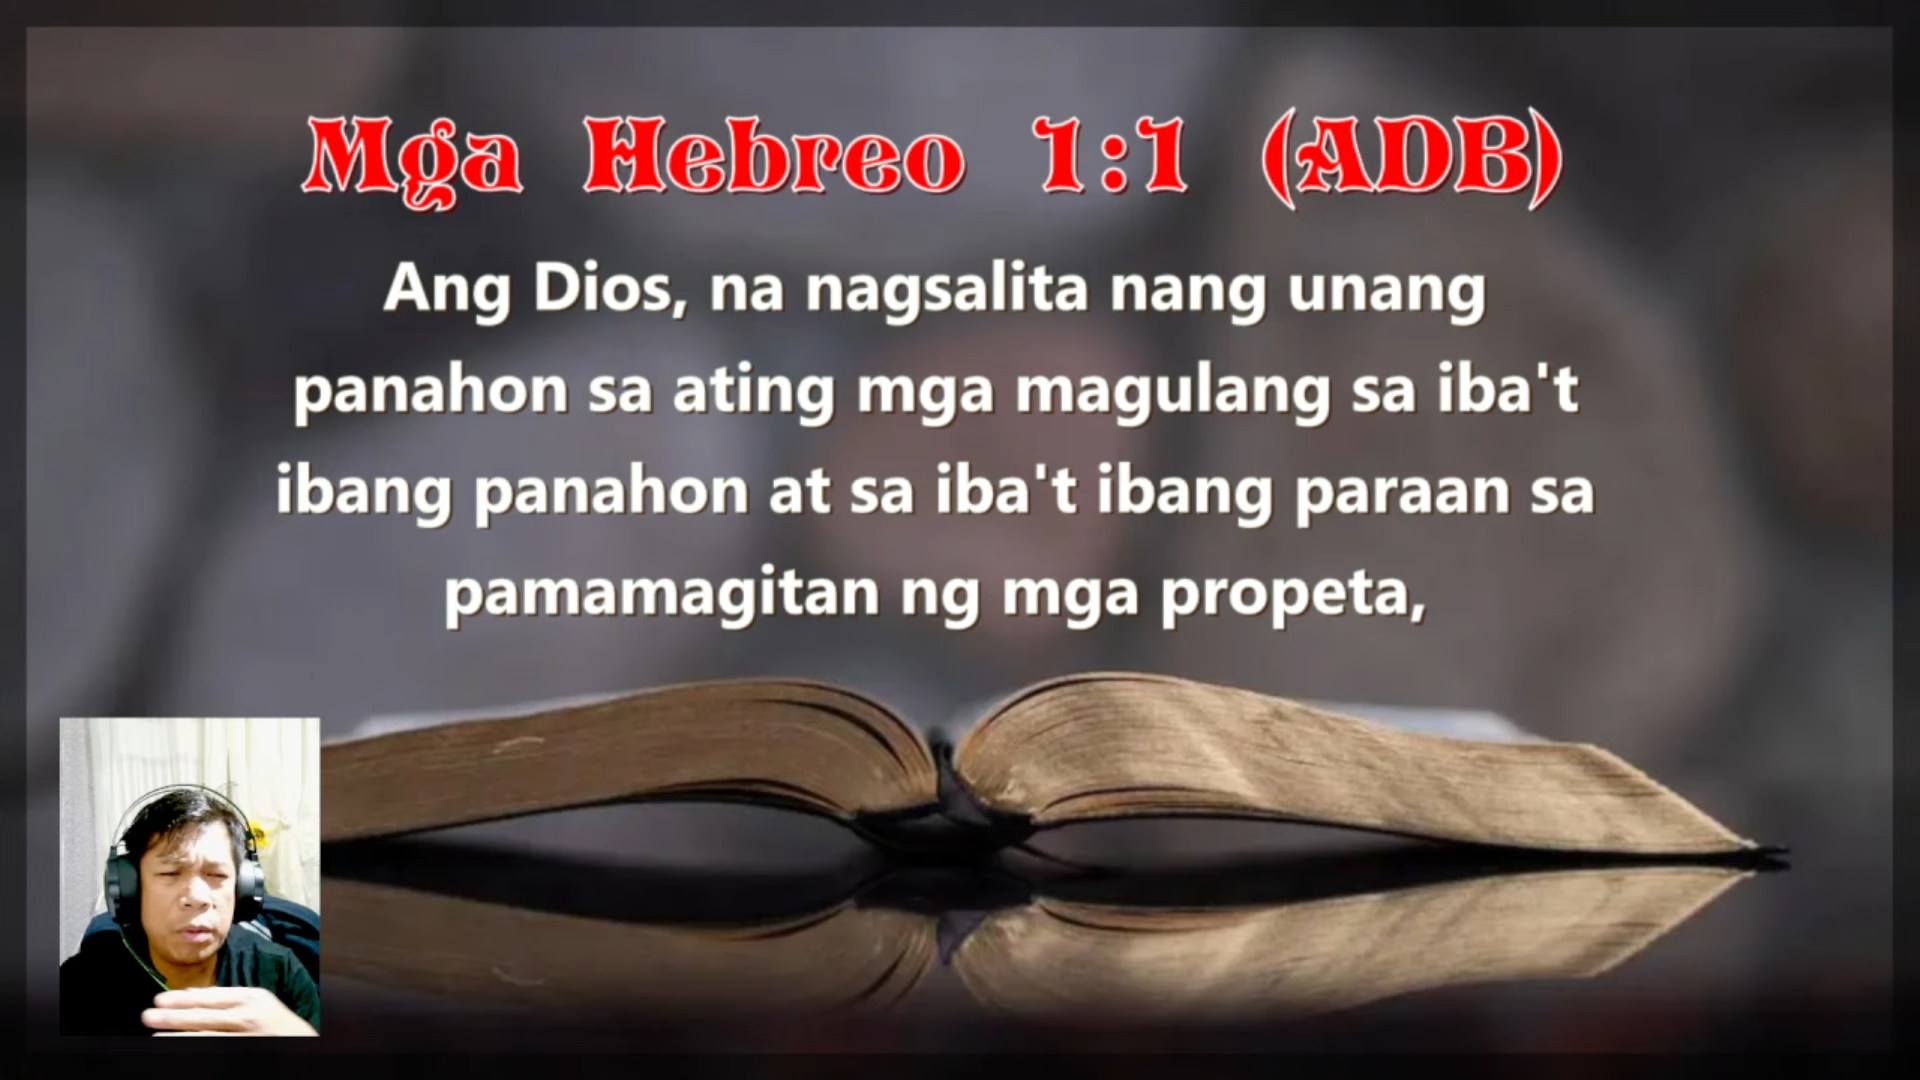 Mga Hebreo 1:1 (ADB)
Ang Dios, na nagsalita nang unang
panahon sa ating mga magulang sa iba't
ibang panahon at sa iba't ibang paraan sa
pamamagitan ng mga propeta,